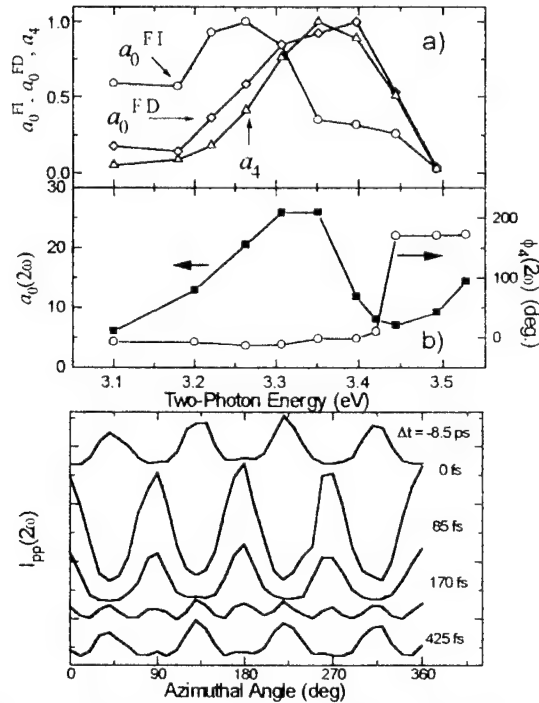 a₀^FI, a₀^FD, a₄
1.0
0.5
0.0
a)
a₀^FI
a₀^FD
a₄
30
25
20
15
10
5
0
a₀(2ω)
200
100
0
ϕ₄(2ω) (deg.)
b)
3.1 3.2 3.3 3.4 3.5
Two-Photon Energy (eV)
Δt = -8.5 ps
0 fs
85 fs
170 fs
425 fs
I_pp(2ω)
0 90 180 270 360
Azimuthal Angle (deg)